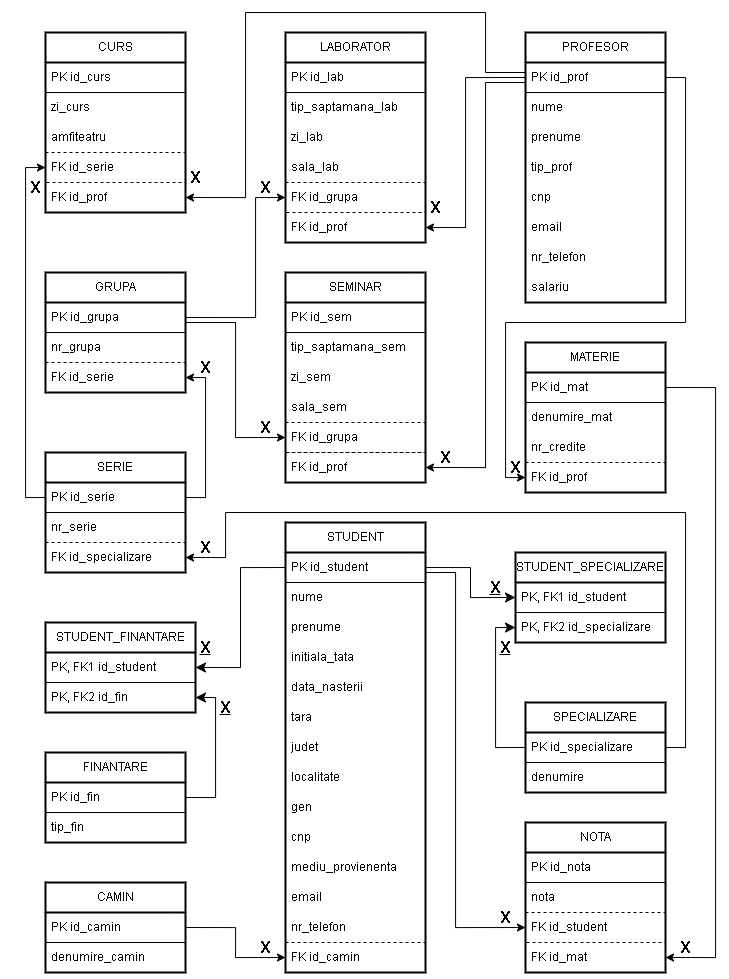 CURS
PK id_curs
zi_curs
amfiteatru
FK id_serie
FK id_prof
X
X
LABORATOR
PK id_lab
tip_saptamana_lab
zi_lab
sala_lab
FK id_grupa
FK id_prof
X
X
PROFESOR
PK id_prof
nume
prenume
tip_prof
cnp
email
nr_telefon
salariu
GRUPA
PK id_grupa
nr_grupa
FK id_serie
X
SEMINAR
PK id_sem
tip_saptamana_sem
zi_sem
sala_sem
FK id_grupa
FK id_prof
X
X
MATERIE
PK id_mat
denumire_mat
nr_credite
FK id_prof
X
SERIE
PK id_serie
nr_serie
FK id_specializare
X
STUDENT
PK id_student
nume
prenume
initiala_tata
data_nasterii
tara
judet
localitate
gen
cnp
mediu_provienenta
email
nr_telefon
FK id_camin
X
STUDENT_SPECIALIZARE
PK, FK1 id_student
PK, FK2 id_specializare
X
X
STUDENT_FINANTARE
PK, FK1 id_student
PK, FK2 id_fin
X
X
SPECIALIZARE
PK id_specializare
denumire
FINANTARE
PK id_fin
tip_fin
NOTA
PK id_nota
nota
FK id_student
FK id_mat
X
X
CAMIN
PK id_camin
denumire_camin